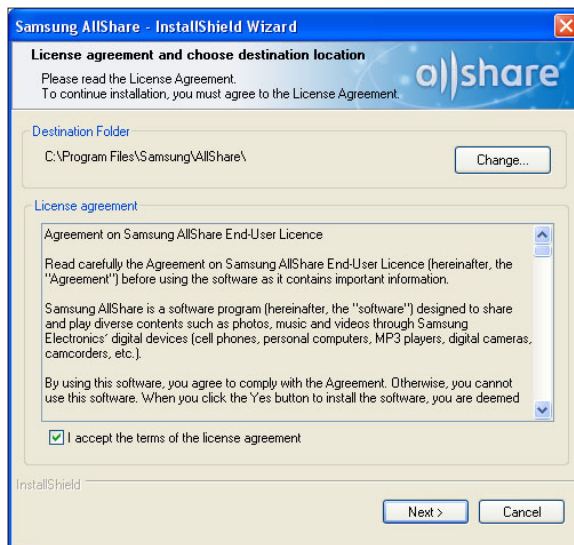 Samsung AllShare - InstallShield Wizard
License agreement and choose destination location
Please read the License Agreement.
To continue installation, you must agree to the License Agreement.
allshare
Destination Folder
C:\Program Files\Samsung\AllShare\
Change...
License agreement
Agreement on Samsung AllShare End-User Licence
Read carefully the Agreement on Samsung AllShare End-User Licence (hereinafter, the
"Agreement") before using the software as it contains important information.
Samsung AllShare is a software program (hereinafter, the "software") designed to share
and play diverse contents such as photos, music and videos through Samsung
Electronics' digital devices (cell phones, personal computers, MP3 players, digital cameras,
camcorders, etc.).
By using this software, you agree to comply with the Agreement. Otherwise, you cannot
use this software. When you click the Yes button to install the software, you are deemed
I accept the terms of the license agreement
InstallShield
Next >
Cancel